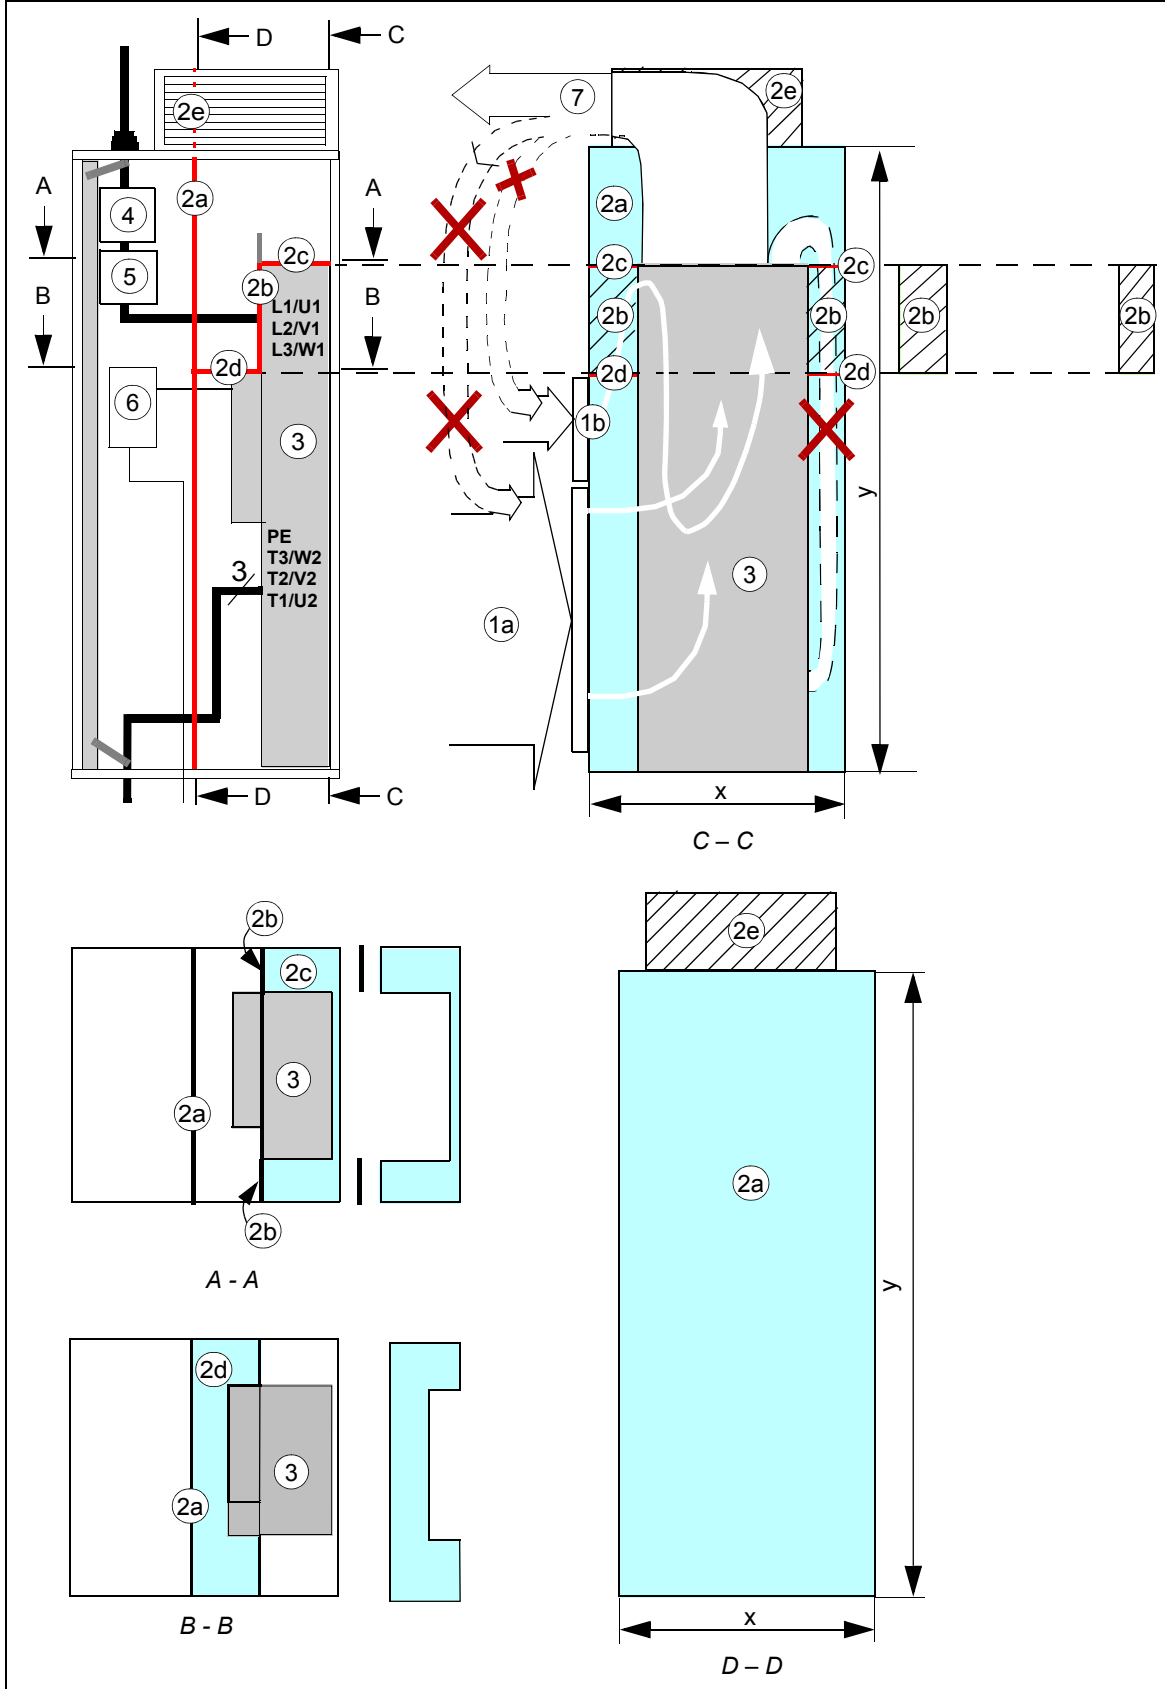 D
C
2e
7
2e
A
A
2a
2a
4
2c
2c
2c
5
B
B
2b
2b
2b
2b
2b
L1/U1
L2/V1
L3/W1
2d
2d
2d
6
1b
3
y
PE
T3/W2
3
T2/V2
T1/U2
3
1a
D
C
x
C – C
2b
2e
2c
3
2a
2a
2b
A - A
y
2d
3
2a
x
B - B
D – D